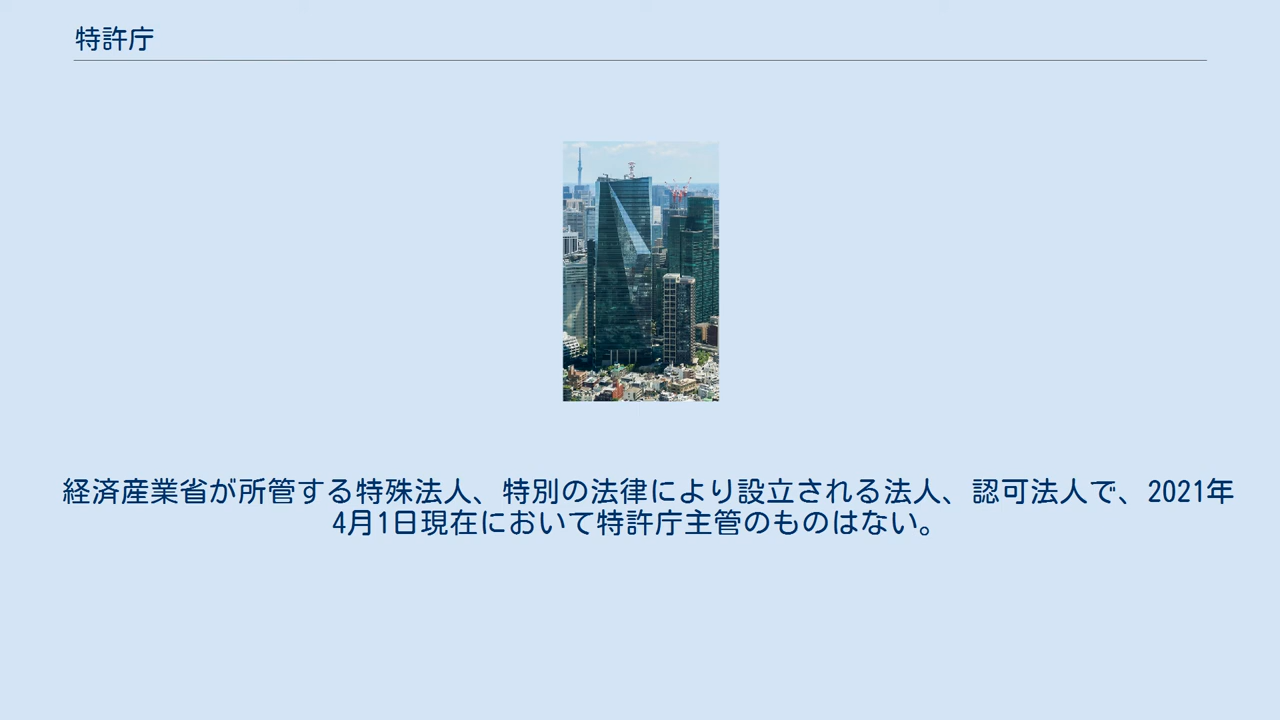 特許庁
経済産業省が所管する特殊法人、特別の法律により設立される法人、認可法人で、2021年
4月1日現在において特許庁主管のものはない。